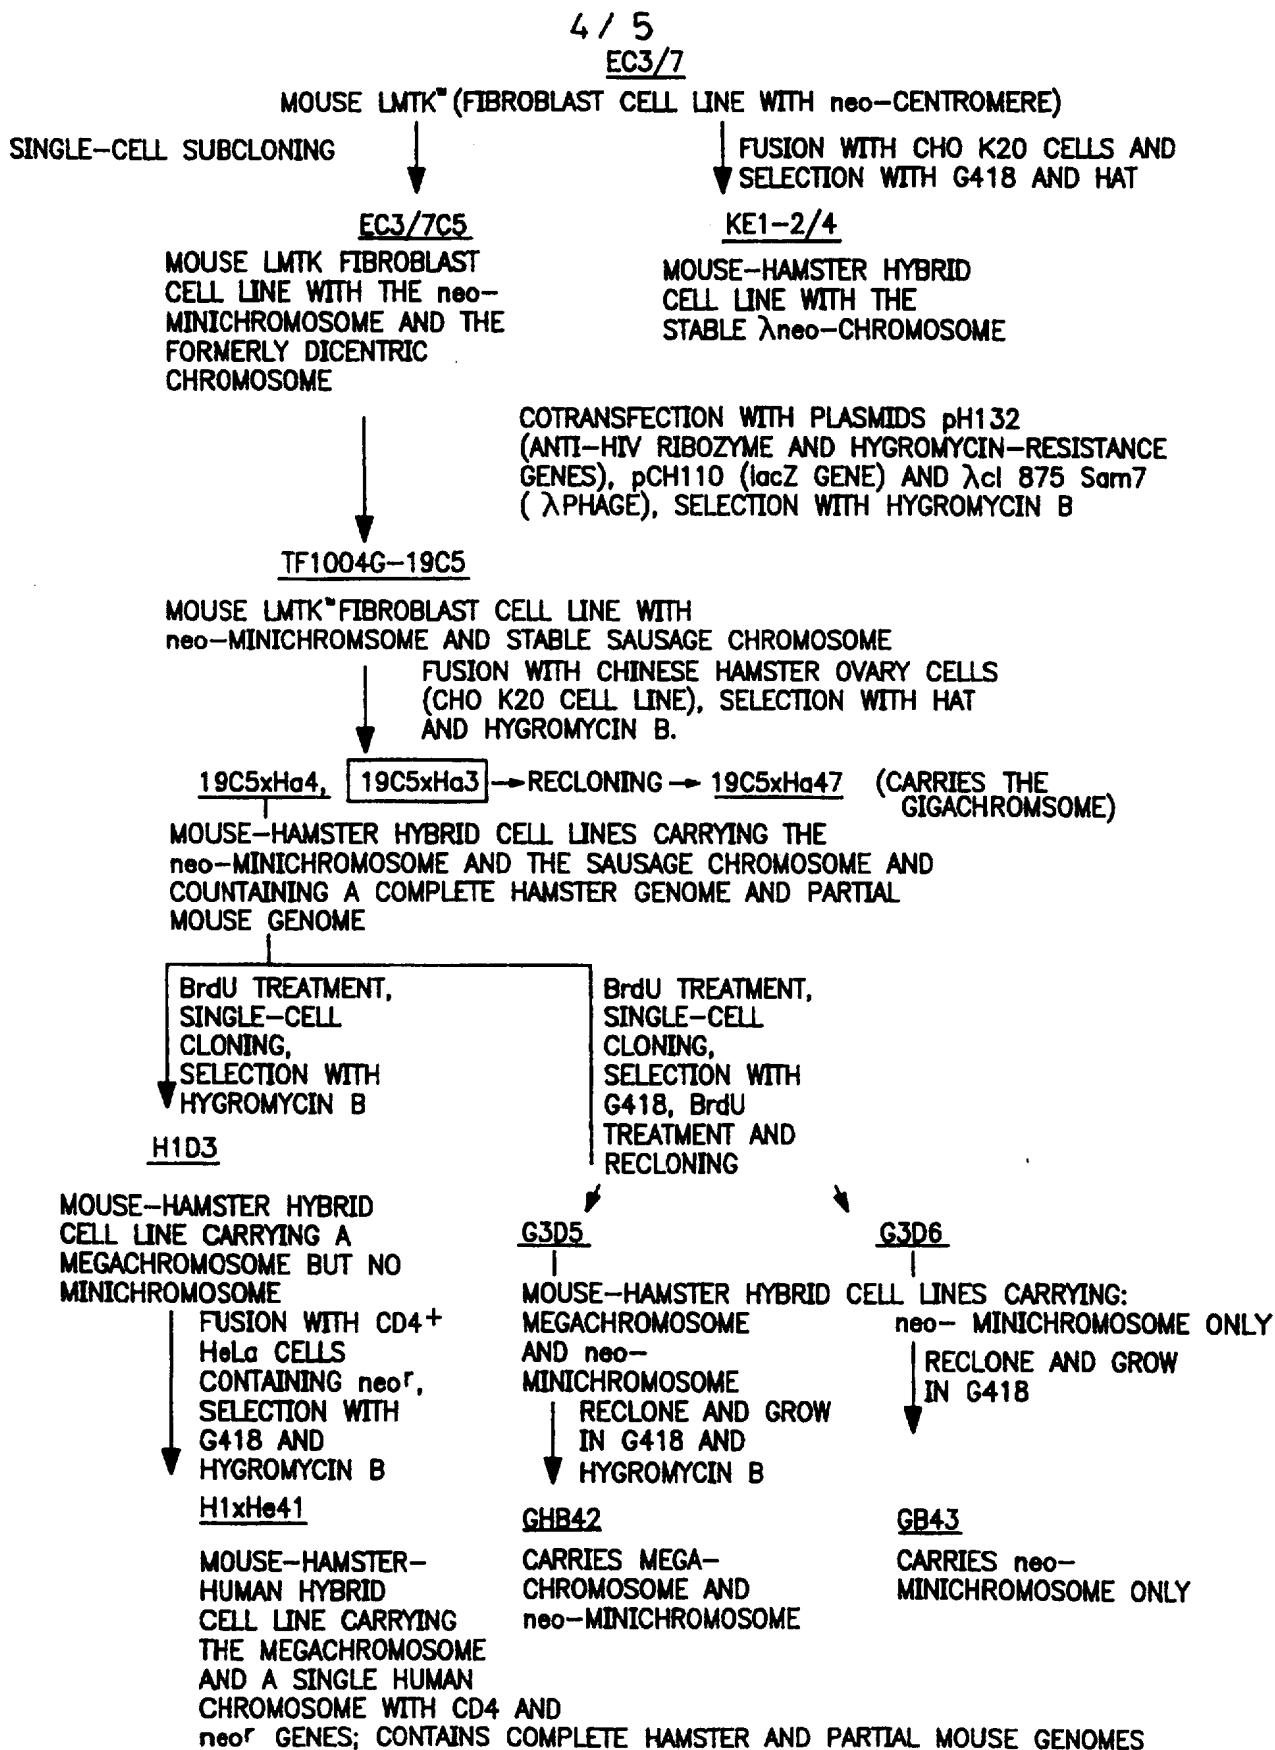 4 / 5
EC3/7
MOUSE LMTK⁻ (FIBROBLAST CELL LINE WITH neo-CENTROMERE)
SINGLE-CELL SUBCLONING
FUSION WITH CHO K20 CELLS AND
SELECTION WITH G418 AND HAT
EC3/7C5
MOUSE LMTK FIBROBLAST
CELL LINE WITH THE neo-
MINICHROMOSOME AND THE
FORMERLY DICENTRIC
CHROMOSOME
KE1-2/4
MOUSE-HAMSTER HYBRID
CELL LINE WITH THE
STABLE λneo-CHROMOSOME
COTRANSFECTION WITH PLASMIDS pH132
(ANTI-HIV RIBOZYME AND HYGROMYCIN-RESISTANCE
GENES), pCH110 (lacZ GENE) AND λcI 875 Sam7
( λPHAGE), SELECTION WITH HYGROMYCIN B
TF1004G-19C5
MOUSE LMTK⁻ FIBROBLAST CELL LINE WITH
neo-MINICHROMSOME AND STABLE SAUSAGE CHROMOSOME
FUSION WITH CHINESE HAMSTER OVARY CELLS
(CHO K20 CELL LINE), SELECTION WITH HAT
AND HYGROMYCIN B.
19C5xHa4, 19C5xHa3 → RECLONING → 19C5xHa47 (CARRIES THE
GIGACHROMSOME)
MOUSE-HAMSTER HYBRID CELL LINES CARRYING THE
neo-MINICHROMOSOME AND THE SAUSAGE CHROMOSOME AND
COUNTAINING A COMPLETE HAMSTER GENOME AND PARTIAL
MOUSE GENOME
BrdU TREATMENT,
SINGLE-CELL
CLONING,
SELECTION WITH
HYGROMYCIN B
BrdU TREATMENT,
SINGLE-CELL
CLONING,
SELECTION WITH
G418, BrdU
TREATMENT AND
RECLONING
H1D3
MOUSE-HAMSTER HYBRID
CELL LINE CARRYING A
MEGACHROMOSOME BUT NO
MINICHROMOSOME
FUSION WITH CD4+
HeLa CELLS
CONTAINING neoʳ,
SELECTION WITH
G418 AND
HYGROMYCIN B
G3D5
G3D6
MOUSE-HAMSTER HYBRID CELL LINES CARRYING:
MEGACHROMOSOME
AND neo-
MINICHROMOSOME
neo- MINICHROMOSOME ONLY
RECLONE AND GROW
IN G418 AND
HYGROMYCIN B
RECLONE AND GROW
IN G418
H1xHe41
MOUSE-HAMSTER-
HUMAN HYBRID
CELL LINE CARRYING
THE MEGACHROMOSOME
AND A SINGLE HUMAN
CHROMOSOME WITH CD4 AND
neoʳ GENES; CONTAINS COMPLETE HAMSTER AND PARTIAL MOUSE GENOMES
GHB42
CARRIES MEGA-
CHROMOSOME AND
neo-MINICHROMOSOME
GB43
CARRIES neo-
MINICHROMOSOME ONLY